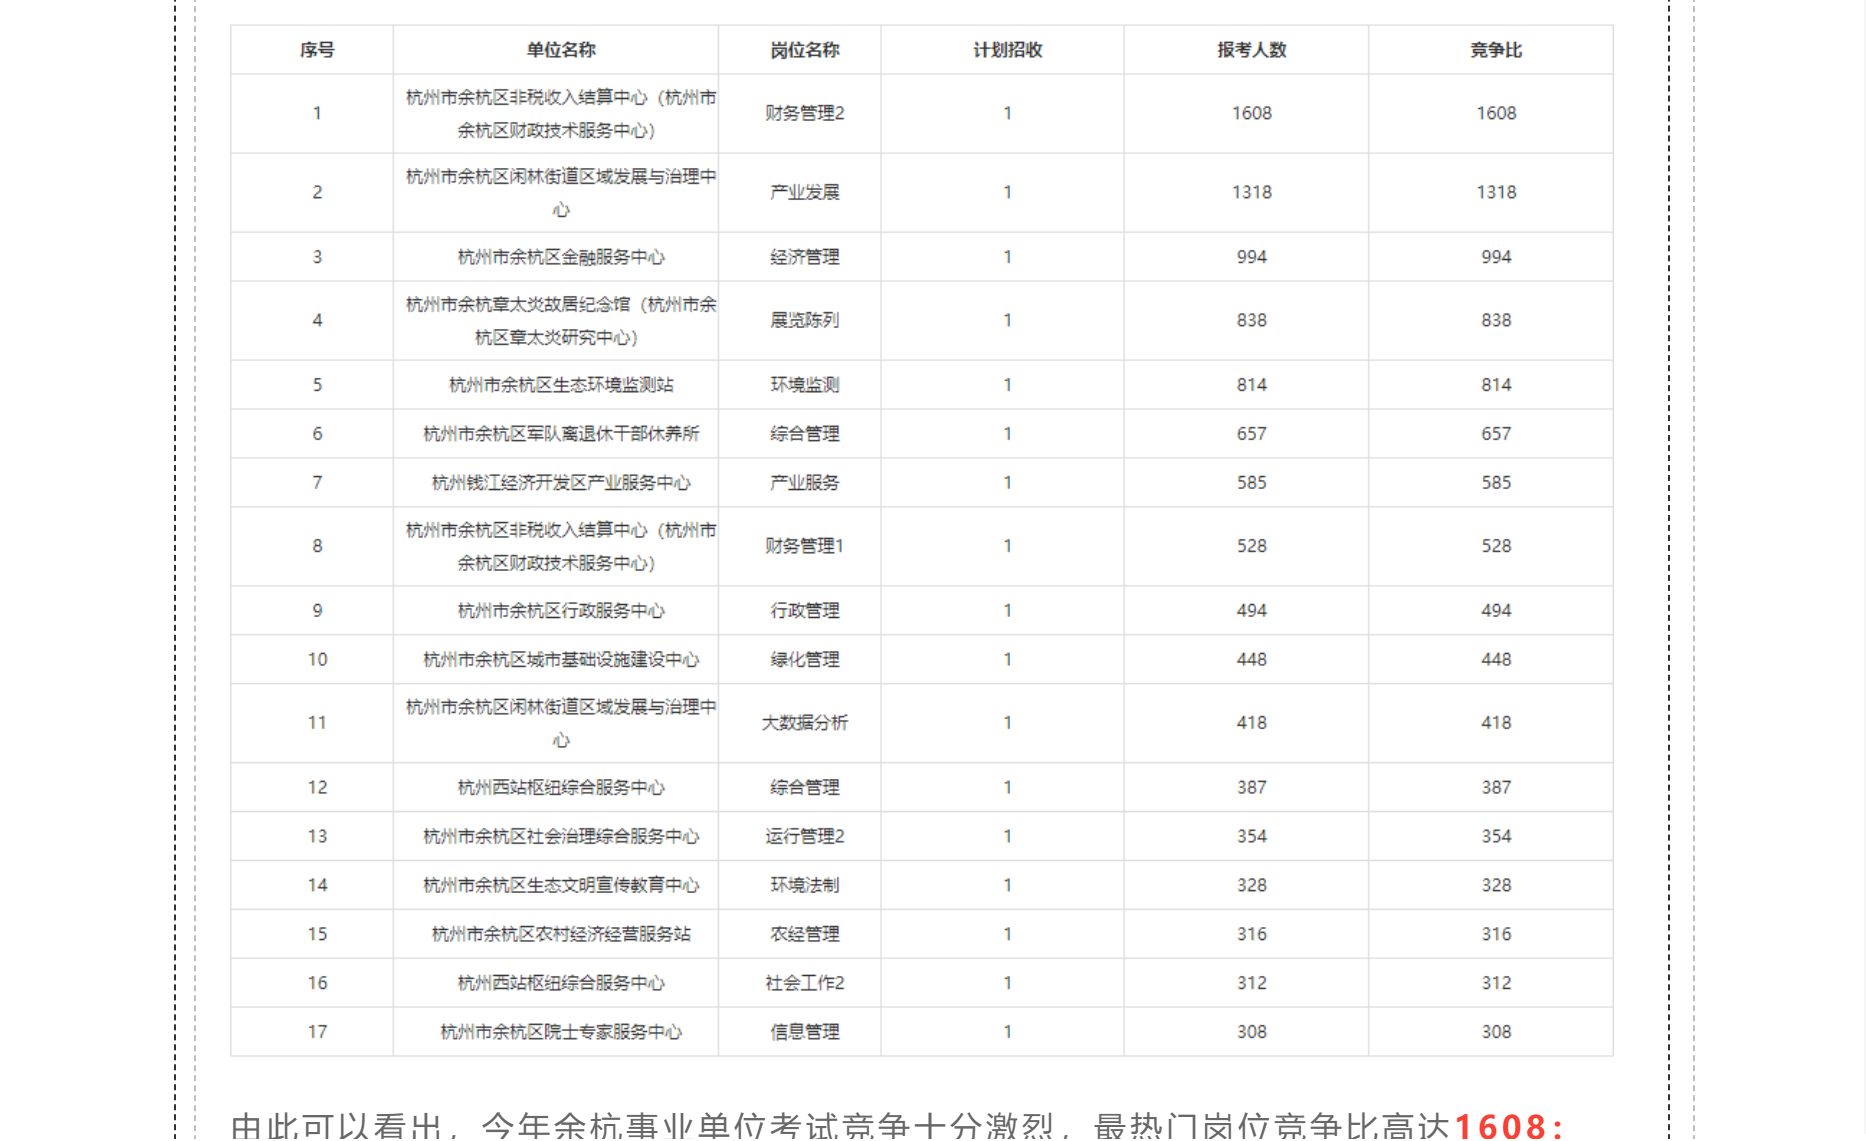 序号 单位名称 岗位名称 计划招收 报考人数 竞争比
1 杭州市余杭区非税收入结算中心（杭州市 财务管理2 1 1608 1608
余杭区财政技术服务中心）
2 杭州市余杭区闲林街道区域发展与治理中 产业发展 1 1318 1318
心
3 杭州市余杭区金融服务中心 经济管理 1 994 994
4 杭州市余杭章太炎故居纪念馆（杭州市余 展览陈列 1 838 838
杭区章太炎研究中心）
5 杭州市余杭区生态环境监测站 环境监测 1 814 814
6 杭州市余杭区军队离退休干部休养所 综合管理 1 657 657
7 杭州钱江经济开发区产业服务中心 产业服务 1 585 585
8 杭州市余杭区非税收入结算中心（杭州市 财务管理1 1 528 528
余杭区财政技术服务中心）
9 杭州市余杭区行政服务中心 行政管理 1 494 494
10 杭州市余杭区城市基础设施建设中心 绿化管理 1 448 448
11 杭州市余杭区闲林街道区域发展与治理中 大数据分析 1 418 418
心
12 杭州西站枢纽综合服务中心 综合管理 1 387 387
13 杭州市余杭区社会治理综合服务中心 运行管理2 1 354 354
14 杭州市余杭区生态文明宣传教育中心 环境法制 1 328 328
15 杭州市余杭区农村经济经营服务站 农经管理 1 316 316
16 杭州西站枢纽综合服务中心 社会工作2 1 312 312
17 杭州市余杭区院士专家服务中心 信息管理 1 308 308
由此可以看出，今年余杭事业单位考试竞争十分激烈，最热门岗位竞争比高达1608：